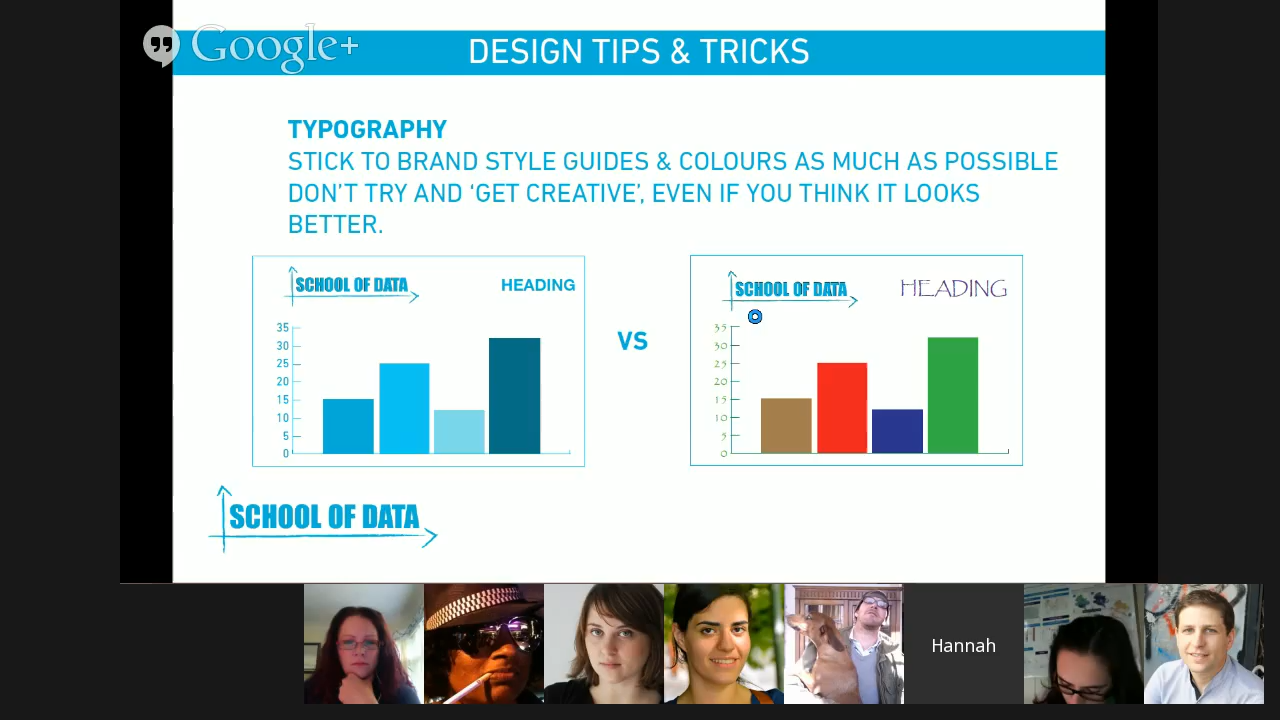 Google+
DESIGN TIPS & TRICKS
TYPOGRAPHY
STICK TO BRAND STYLE GUIDES & COLOURS AS MUCH AS POSSIBLE
DON'T TRY AND ‘GET CREATIVE’, EVEN IF YOU THINK IT LOOKS
BETTER.
SCHOOL OF DATA
HEADING
35
30
25
20
15
10
5
0
VS
SCHOOL OF DATA
HEADING
35
30
25
20
15
10
5
0
SCHOOL OF DATA
Hannah